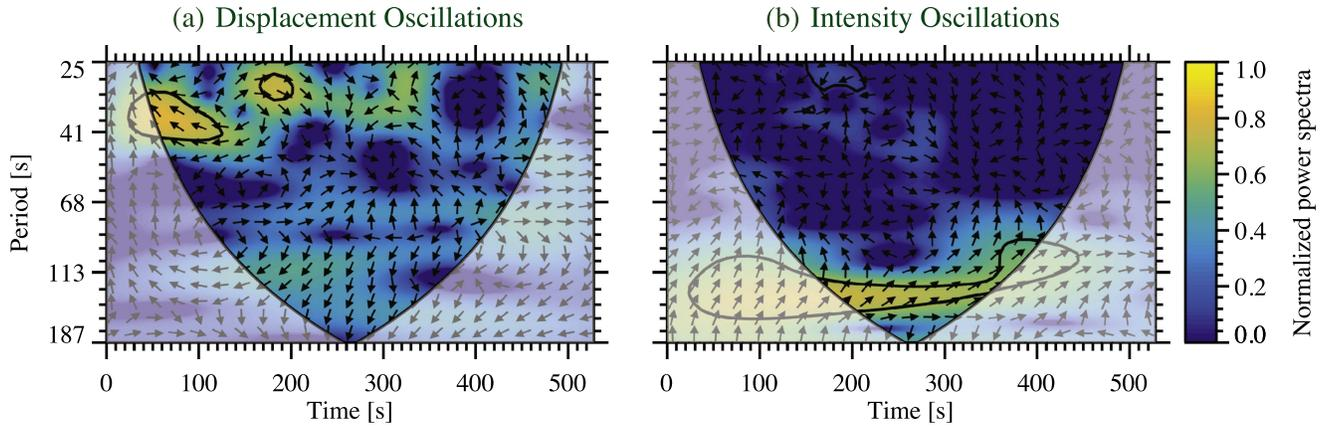 (a) Displacement Oscillations
(b) Intensity Oscillations
25
41
68
113
187
Period [s]
0 100 200 300 400 500
Time [s]
0 100 200 300 400 500
Time [s]
1.0
0.8
0.6
0.4
0.2
0.0
Normalized power spectra